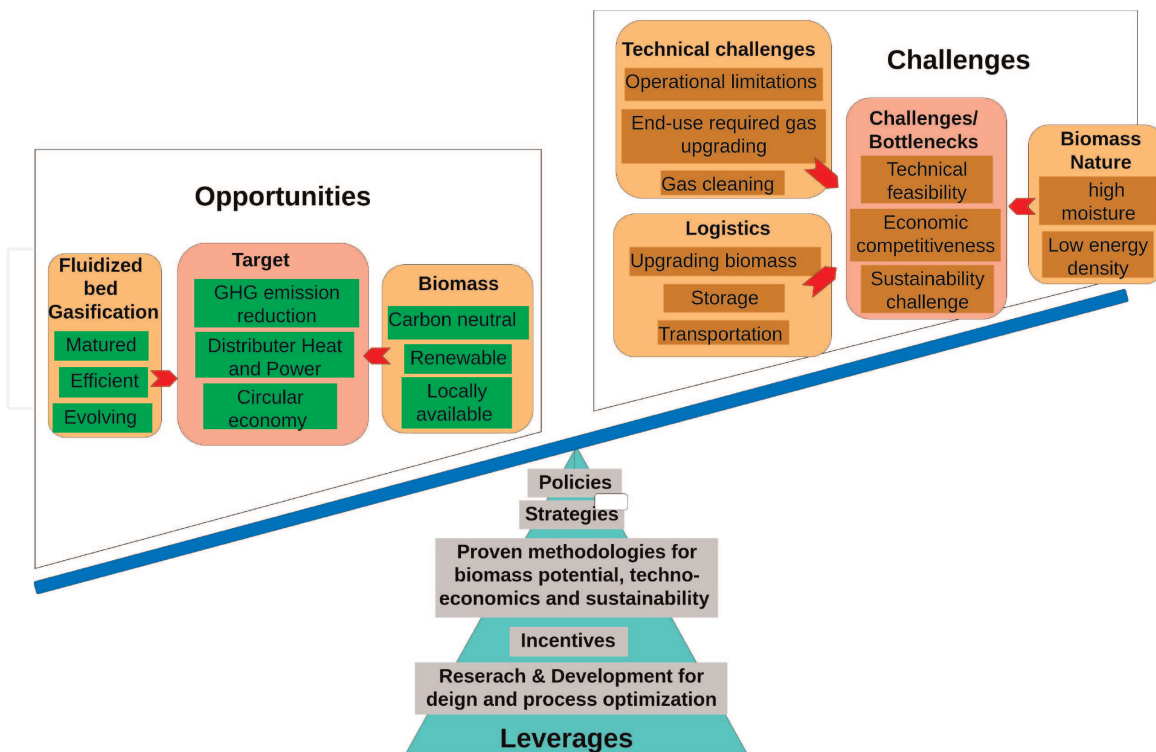 Opportunities
Fluidized
bed
Gasification
Matured
Efficient
Evolving
Target
GHG emission
reduction
Distributer Heat
and Power
Circular
economy
Biomass
Carbon neutral
Renewable
Locally
available
Challenges
Technical challenges
Operational limitations
End-use required gas
upgrading
Gas cleaning
Logistics
Upgrading biomass
Storage
Transportation
Challenges/
Bottlenecks
Technical
feasibility
Economic
competitiveness
Sustainability
challenge
Biomass
Nature
high
moisture
Low energy
density
Policies
Strategies
Proven methodologies for
biomass potential, techno-
economics and sustainability
Incentives
Reserach & Development for
deign and process optimization
Leverages